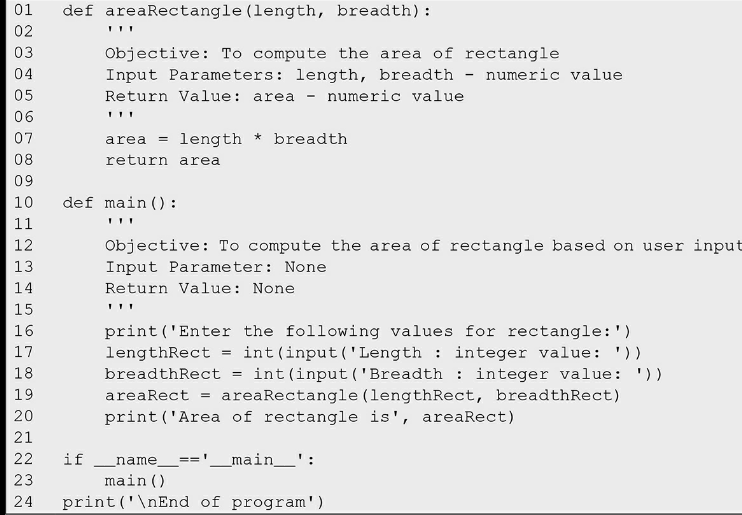 01 def areaRectangle(length, breadth):
02     '''
03     Objective: To compute the area of rectangle
04     Input Parameters: length, breadth - numeric value
05     Return Value: area - numeric value
06     '''
07     area = length * breadth
08     return area
09
10 def main():
11     '''
12     Objective: To compute the area of rectangle based on user input
13     Input Parameter: None
14     Return Value: None
15     '''
16     print('Enter the following values for rectangle:')
17     lengthRect = int(input('Length : integer value: '))
18     breadthRect = int(input('Breadth : integer value: '))
19     areaRect = areaRectangle(lengthRect, breadthRect)
20     print('Area of rectangle is', areaRect)
21
22 if __name__=='__main__':
23     main()
24 print('\nEnd of program')